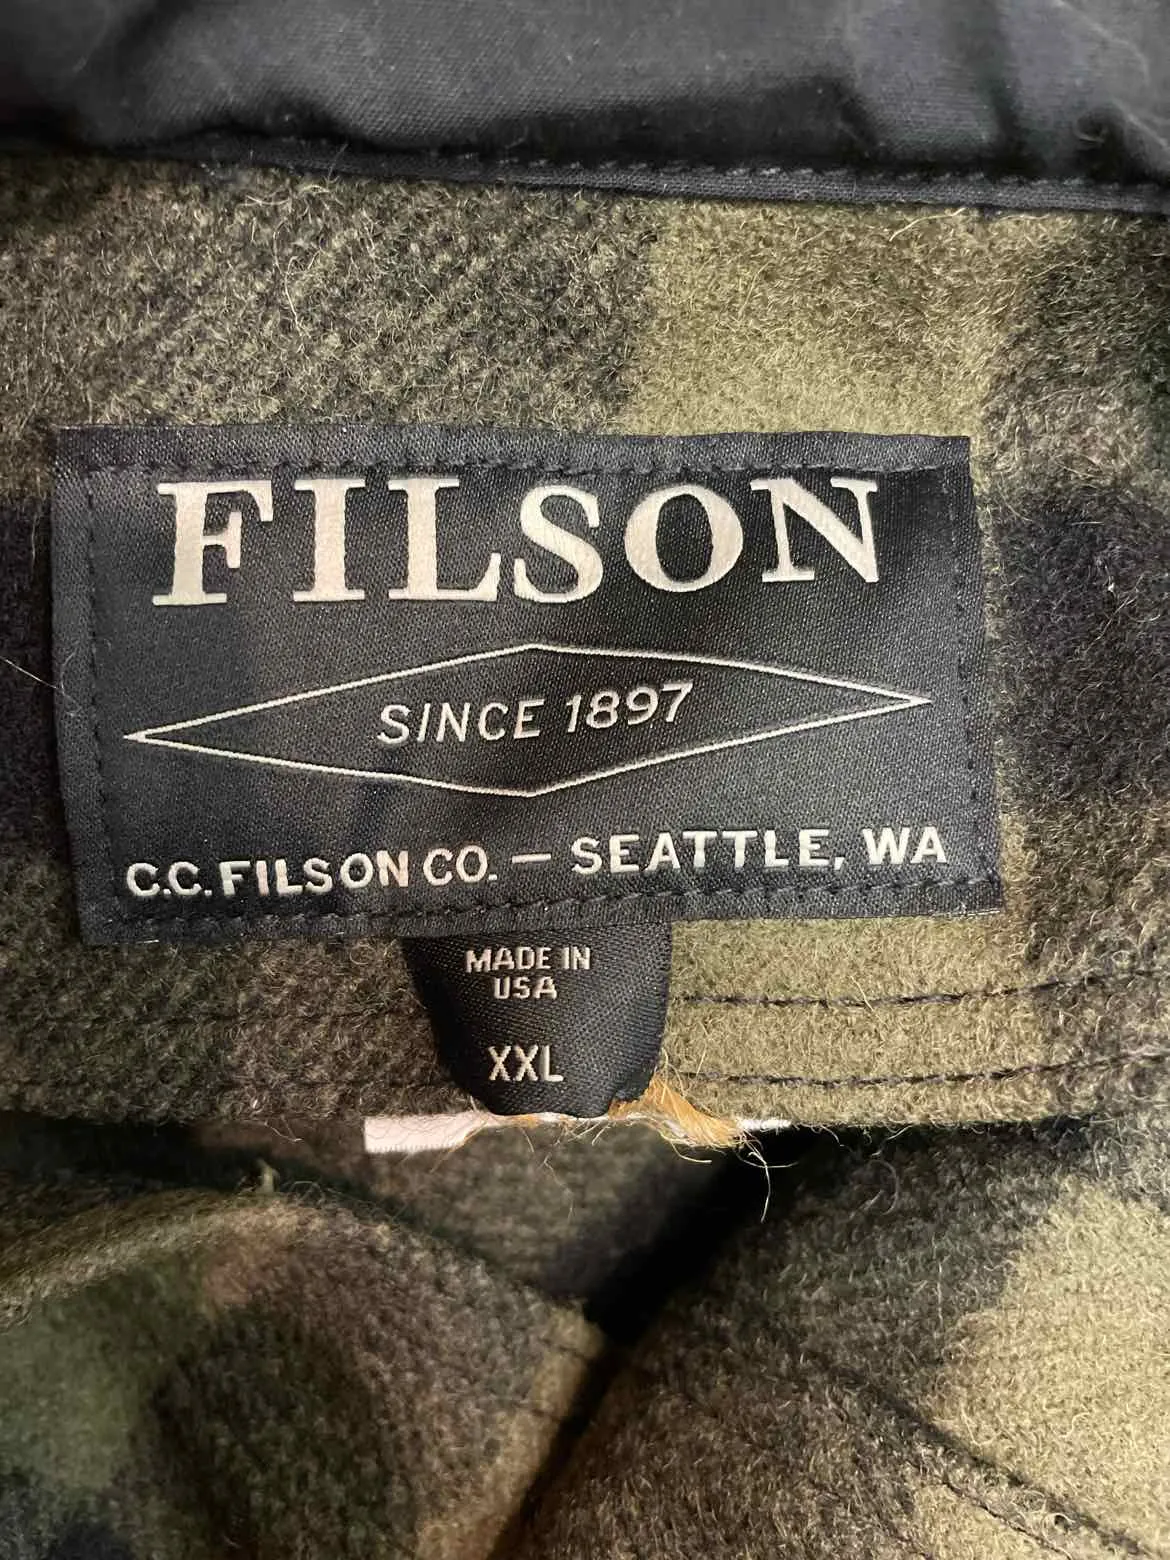 FILSON
SINCE 1897
C.C. FILSON CO. — SEATTLE, WA
MADE IN
USA
XXL